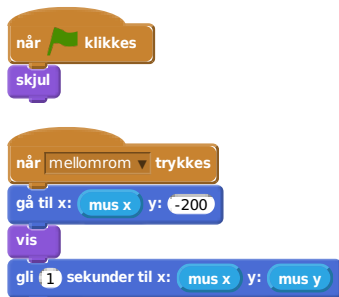 når klikkes
skjul
når mellomrom trykkes
gå til x: mus x y: -200
vis
gli 1 sekunder til x: mus x y: mus y